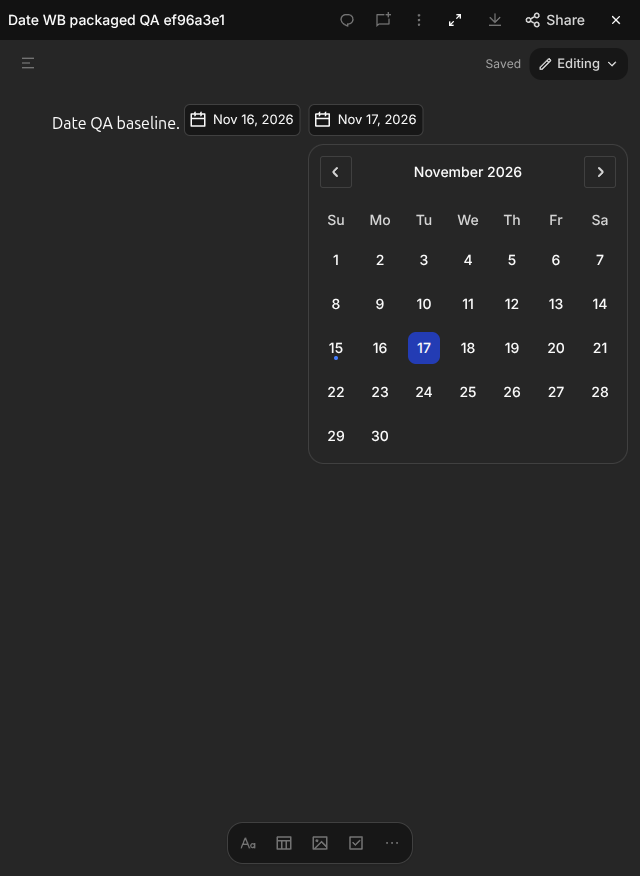 Date WB packaged QA ef96a3e1 Share
Saved Editing
Date QA baseline. Nov 16, 2026 Nov 17, 2026
November 2026
Su Mo Tu We Th Fr Sa
1 2 3 4 5 6 7
8 9 10 11 12 13 14
15 16 17 18 19 20 21
22 23 24 25 26 27 28
29 30
Aa